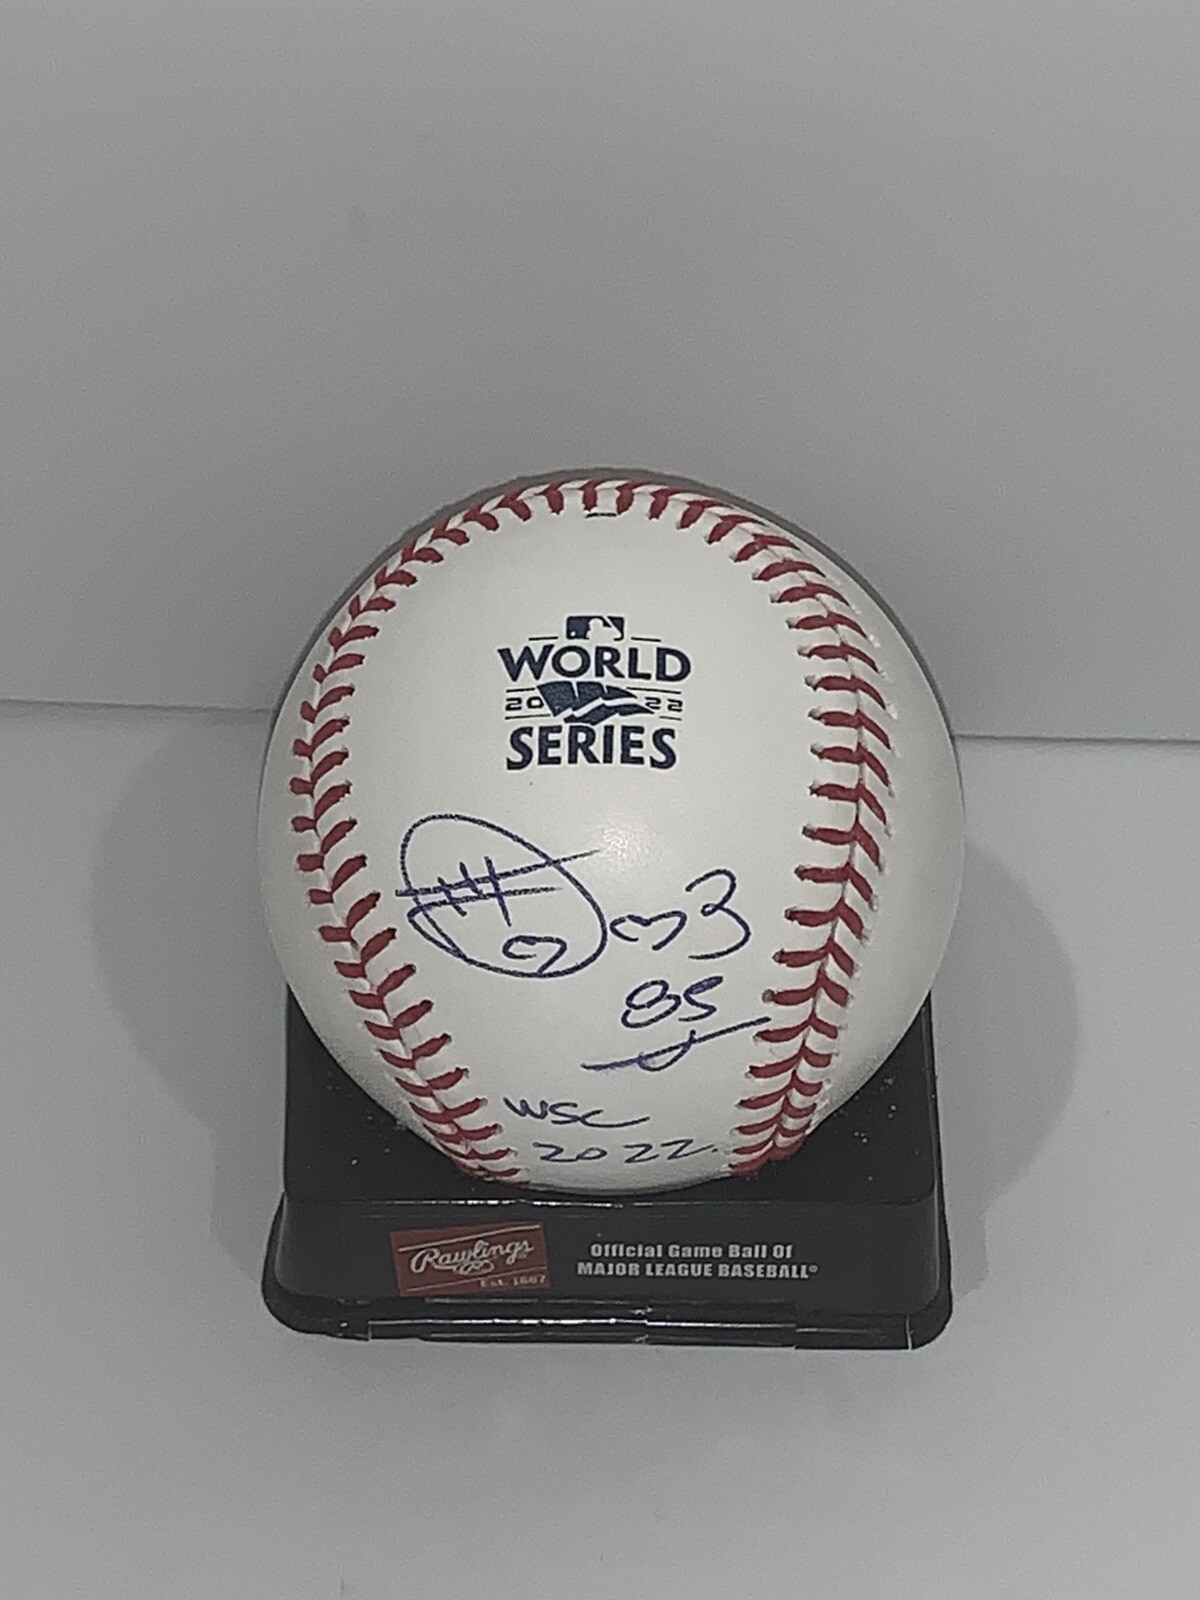 WORLD
2022
SERIES
85
WSC
2022.
Rawlings
Est. 1887
Official Game Ball Of
MAJOR LEAGUE BASEBALL®